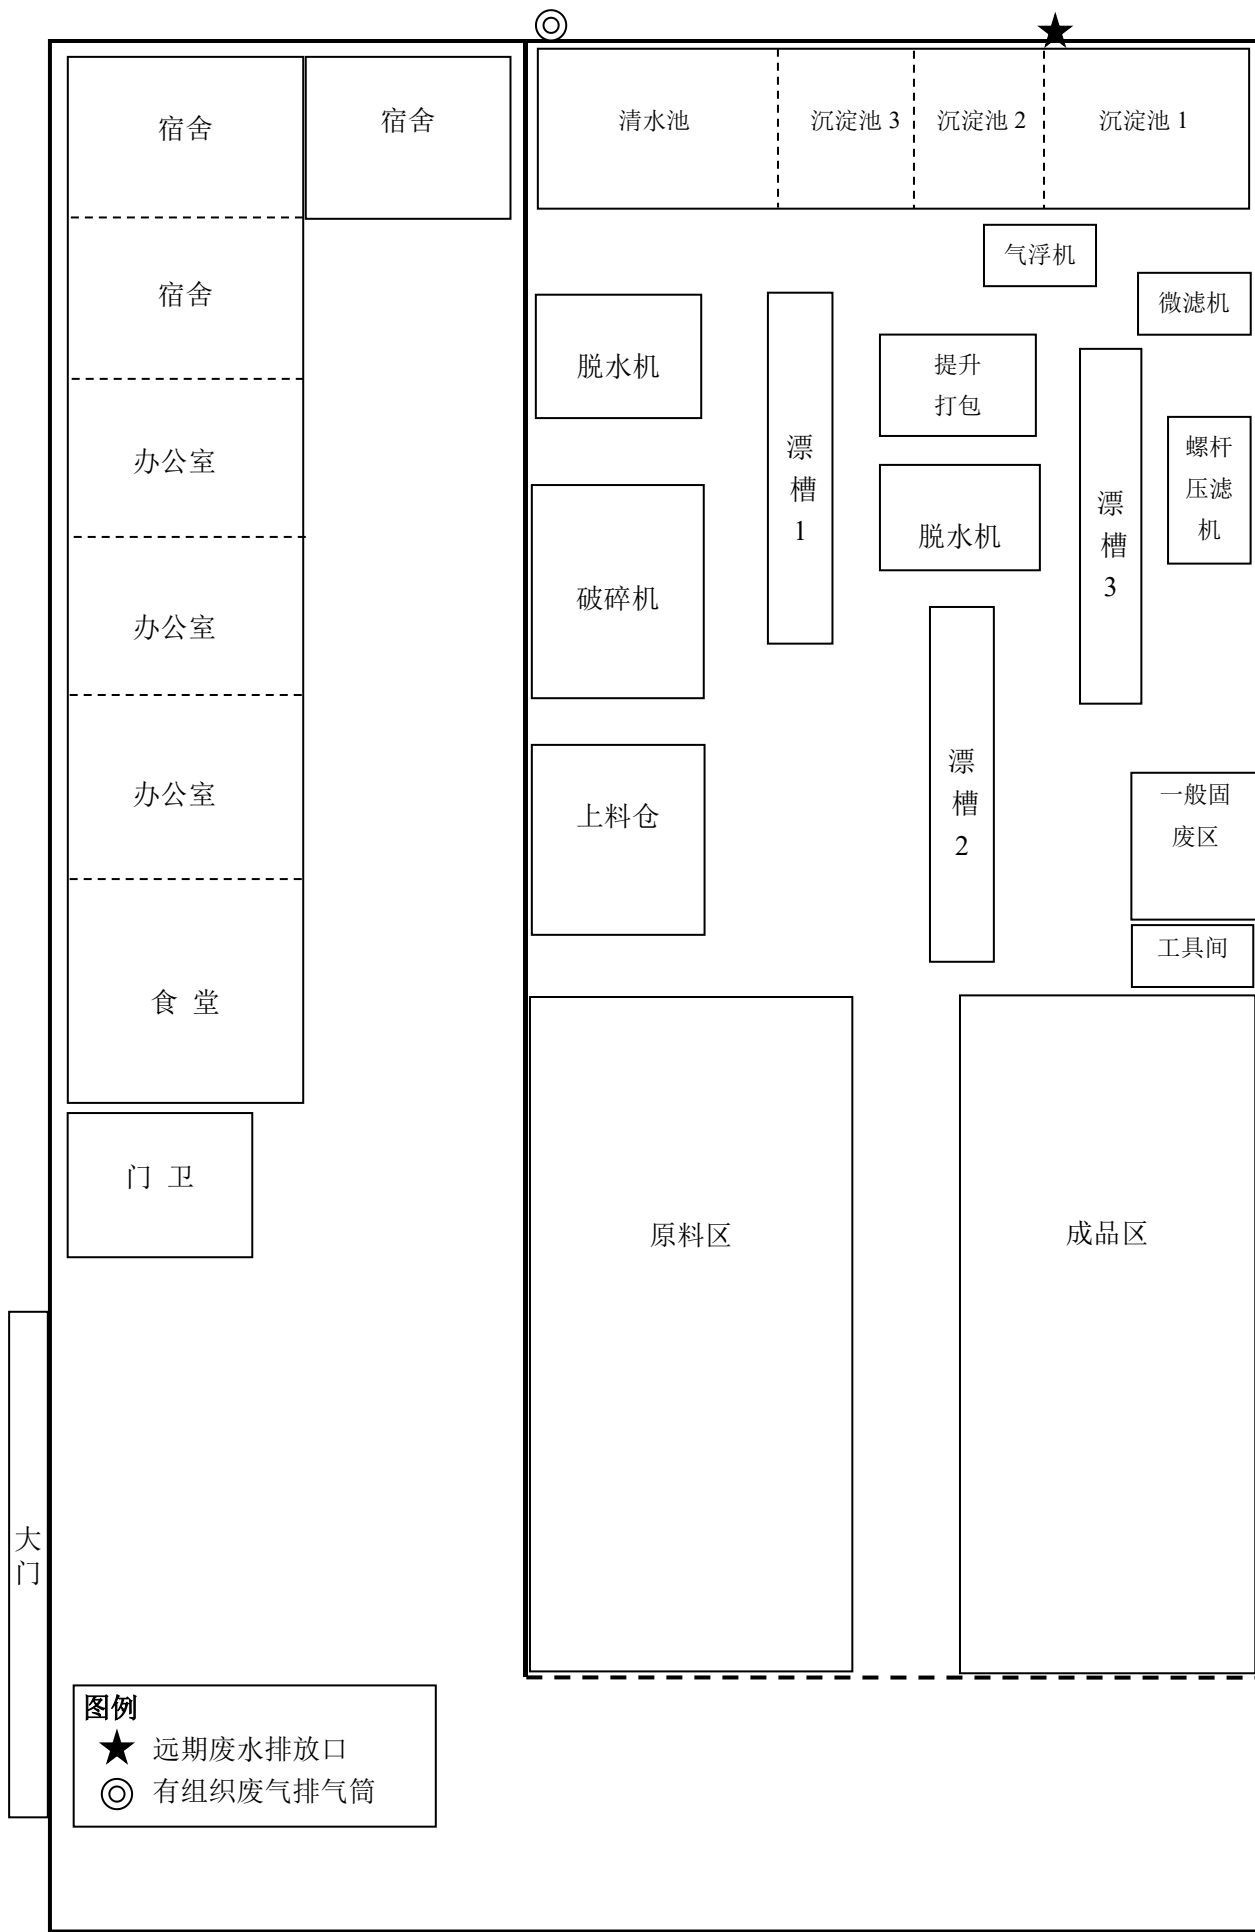 宿舍
宿舍
清水池
沉淀池 3
沉淀池 2
沉淀池 1
气浮机
微滤机
宿舍
脱水机
提升
打包
漂
槽
1
螺杆
压滤
机
办公室
漂
槽
3
脱水机
破碎机
办公室
漂
槽
2
办公室
上料仓
一般固
废区
工具间
食 堂
门 卫
原料区
成品区
大
门
图例
远期废水排放口
有组织废气排气筒